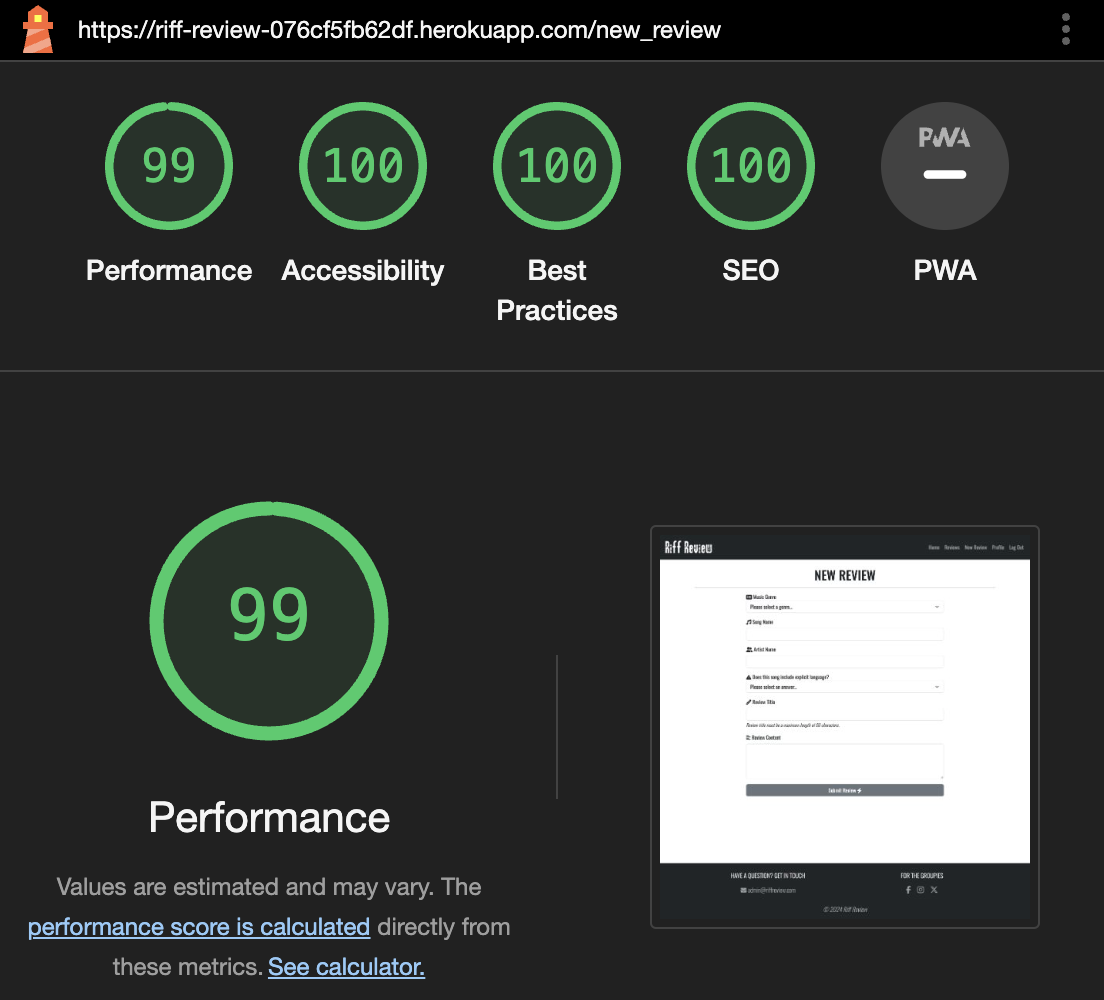 https://riff-review-076cf5fb62df.herokuapp.com/new_review
99
100
100
100
PWA
Performance
Accessibility
Best
Practices
SEO
PWA
99
Performance
Values are estimated and may vary. The
performance score is calculated directly from
these metrics. See calculator.
Riff Review
Home Reviews New Review Profile Log Out
NEW REVIEW
Music Genre
Please select a genre...
Song Name
Artist Name
Does this song include explicit language?
Please select an answer...
Review Title
Review title must be a maximum length of 50 characters.
Review Content
Submit Review
HAVE A QUESTION? GET IN TOUCH
admin@riffreview.com
FOR THE GROUPIES
© 2024 Riff Review